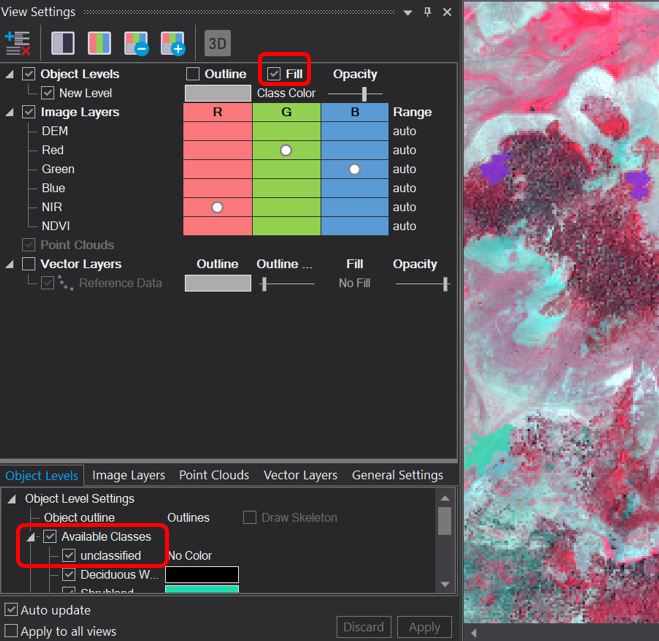 View Settings
3D
Object Levels Outline Fill Opacity
New Level Class Color
Image Layers R G B Range
DEM auto
Red auto
Green auto
Blue auto
NIR auto
NDVI auto
Point Clouds
Vector Layers Outline Outline ... Fill Opacity
Reference Data No Fill
Object Levels Image Layers Point Clouds Vector Layers General Settings
Object Level Settings
Object outline Outlines Draw Skeleton
Available Classes
unclassified No Color
Deciduous W...
Shrubland
Auto update
Apply to all views Discard Apply